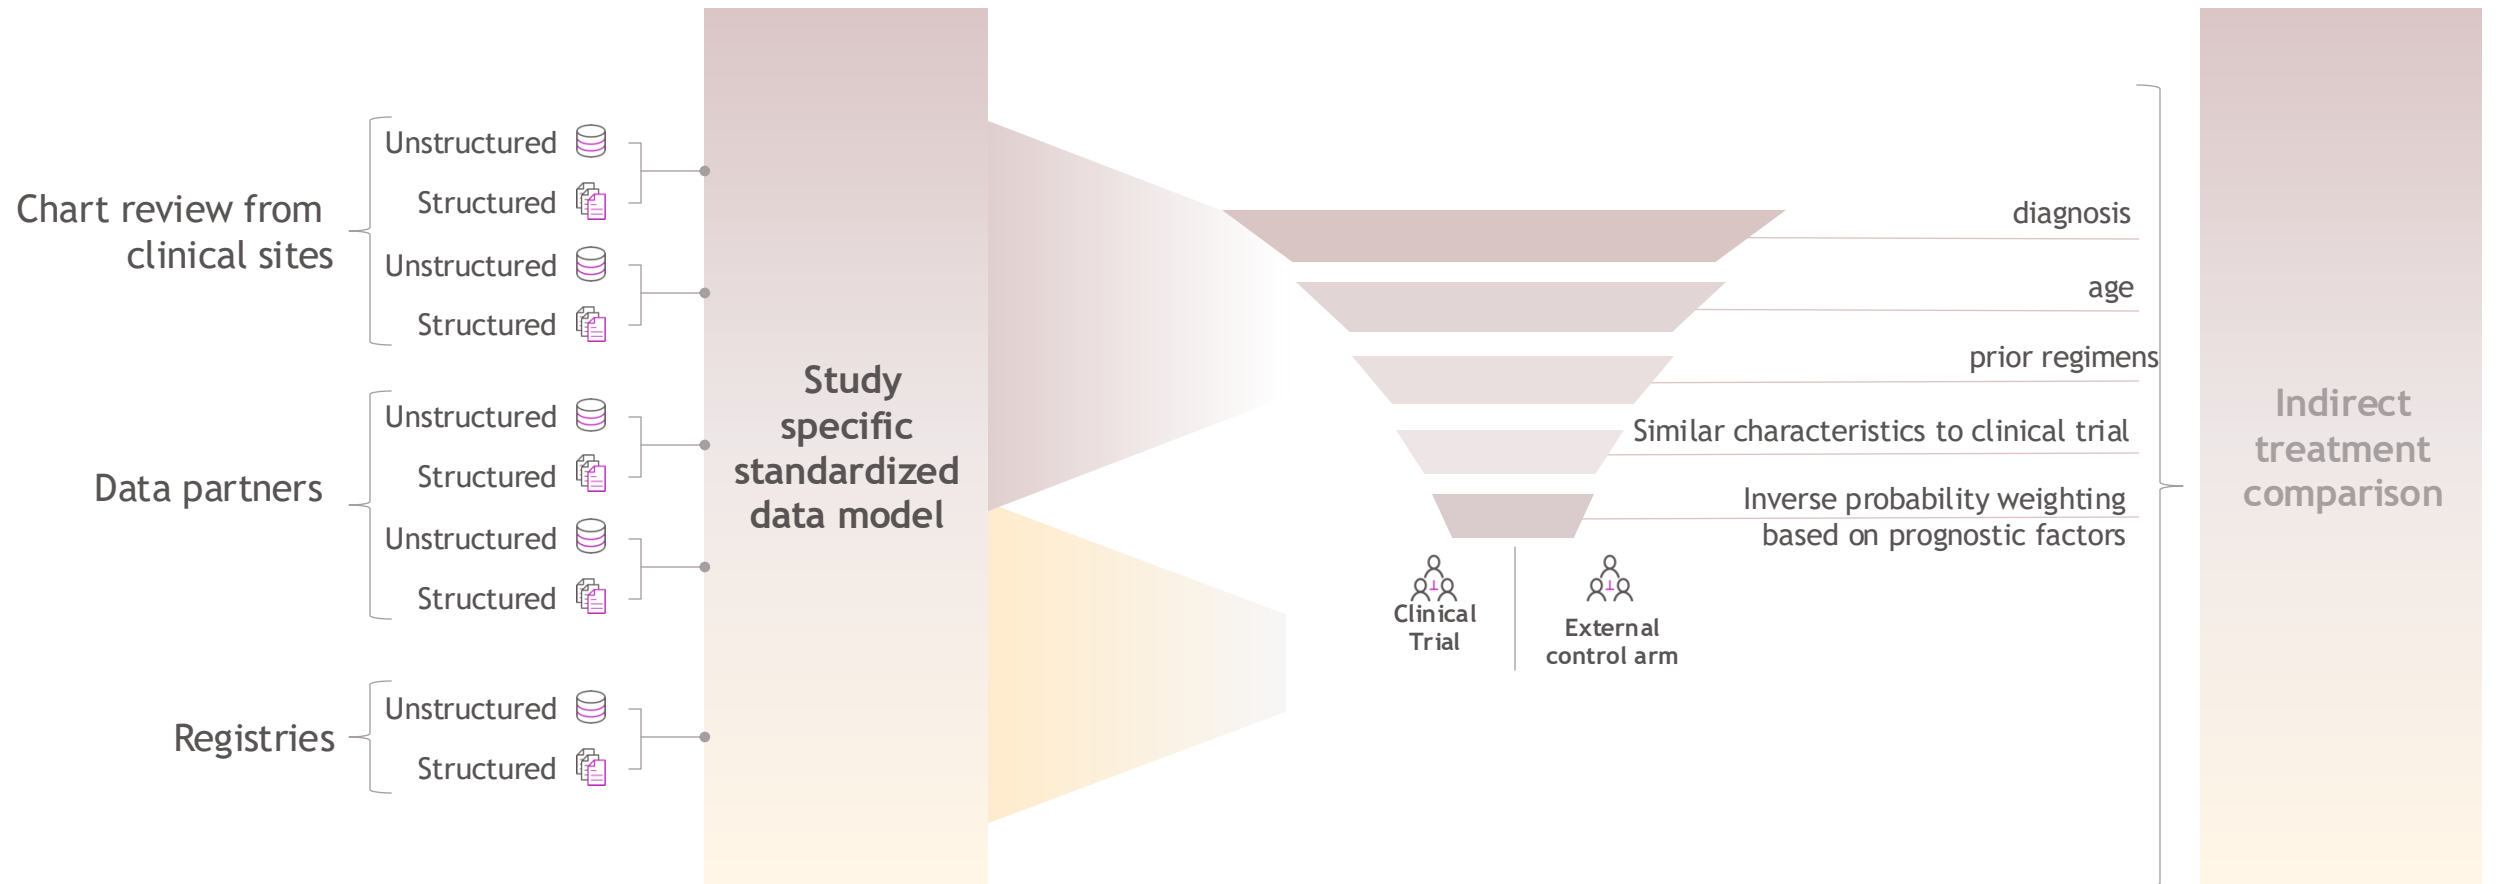 Chart review from
clinical sites
Unstructured
Structured
Unstructured
Structured
Data partners
Unstructured
Structured
Unstructured
Structured
Registries
Unstructured
Structured
Study
specific
standardized
data model
diagnosis
age
prior regimens
Similar characteristics to clinical trial
Inverse probability weighting
based on prognostic factors
Clinical
Trial
External
control arm
Indirect
treatment
comparison